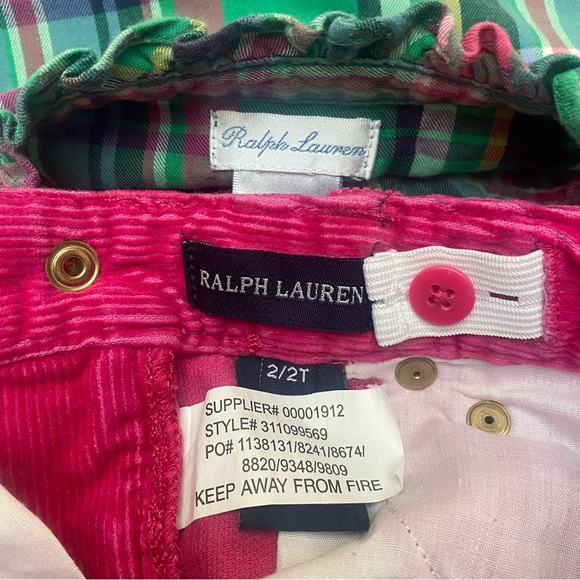 Ralph Lauren
RALPH LAUREN
2/2T
SUPPLIER# 00001912
STYLE# 311099569
PO# 1138131/8241/8674/
8820/9348/9809
KEEP AWAY FROM FIRE